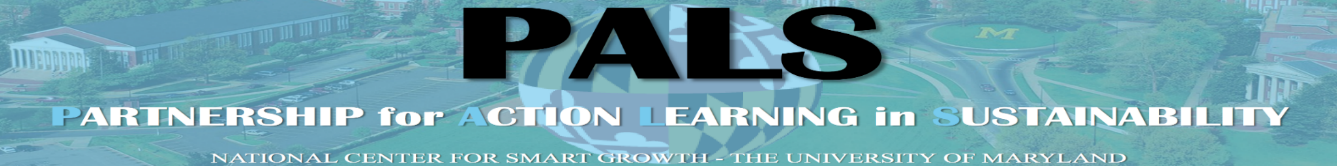 PALS
PARTNERSHIP for ACTION LEARNING in SUSTAINABILITY
NATIONAL CENTER FOR SMART GROWTH - THE UNIVERSITY OF MARYLAND
M